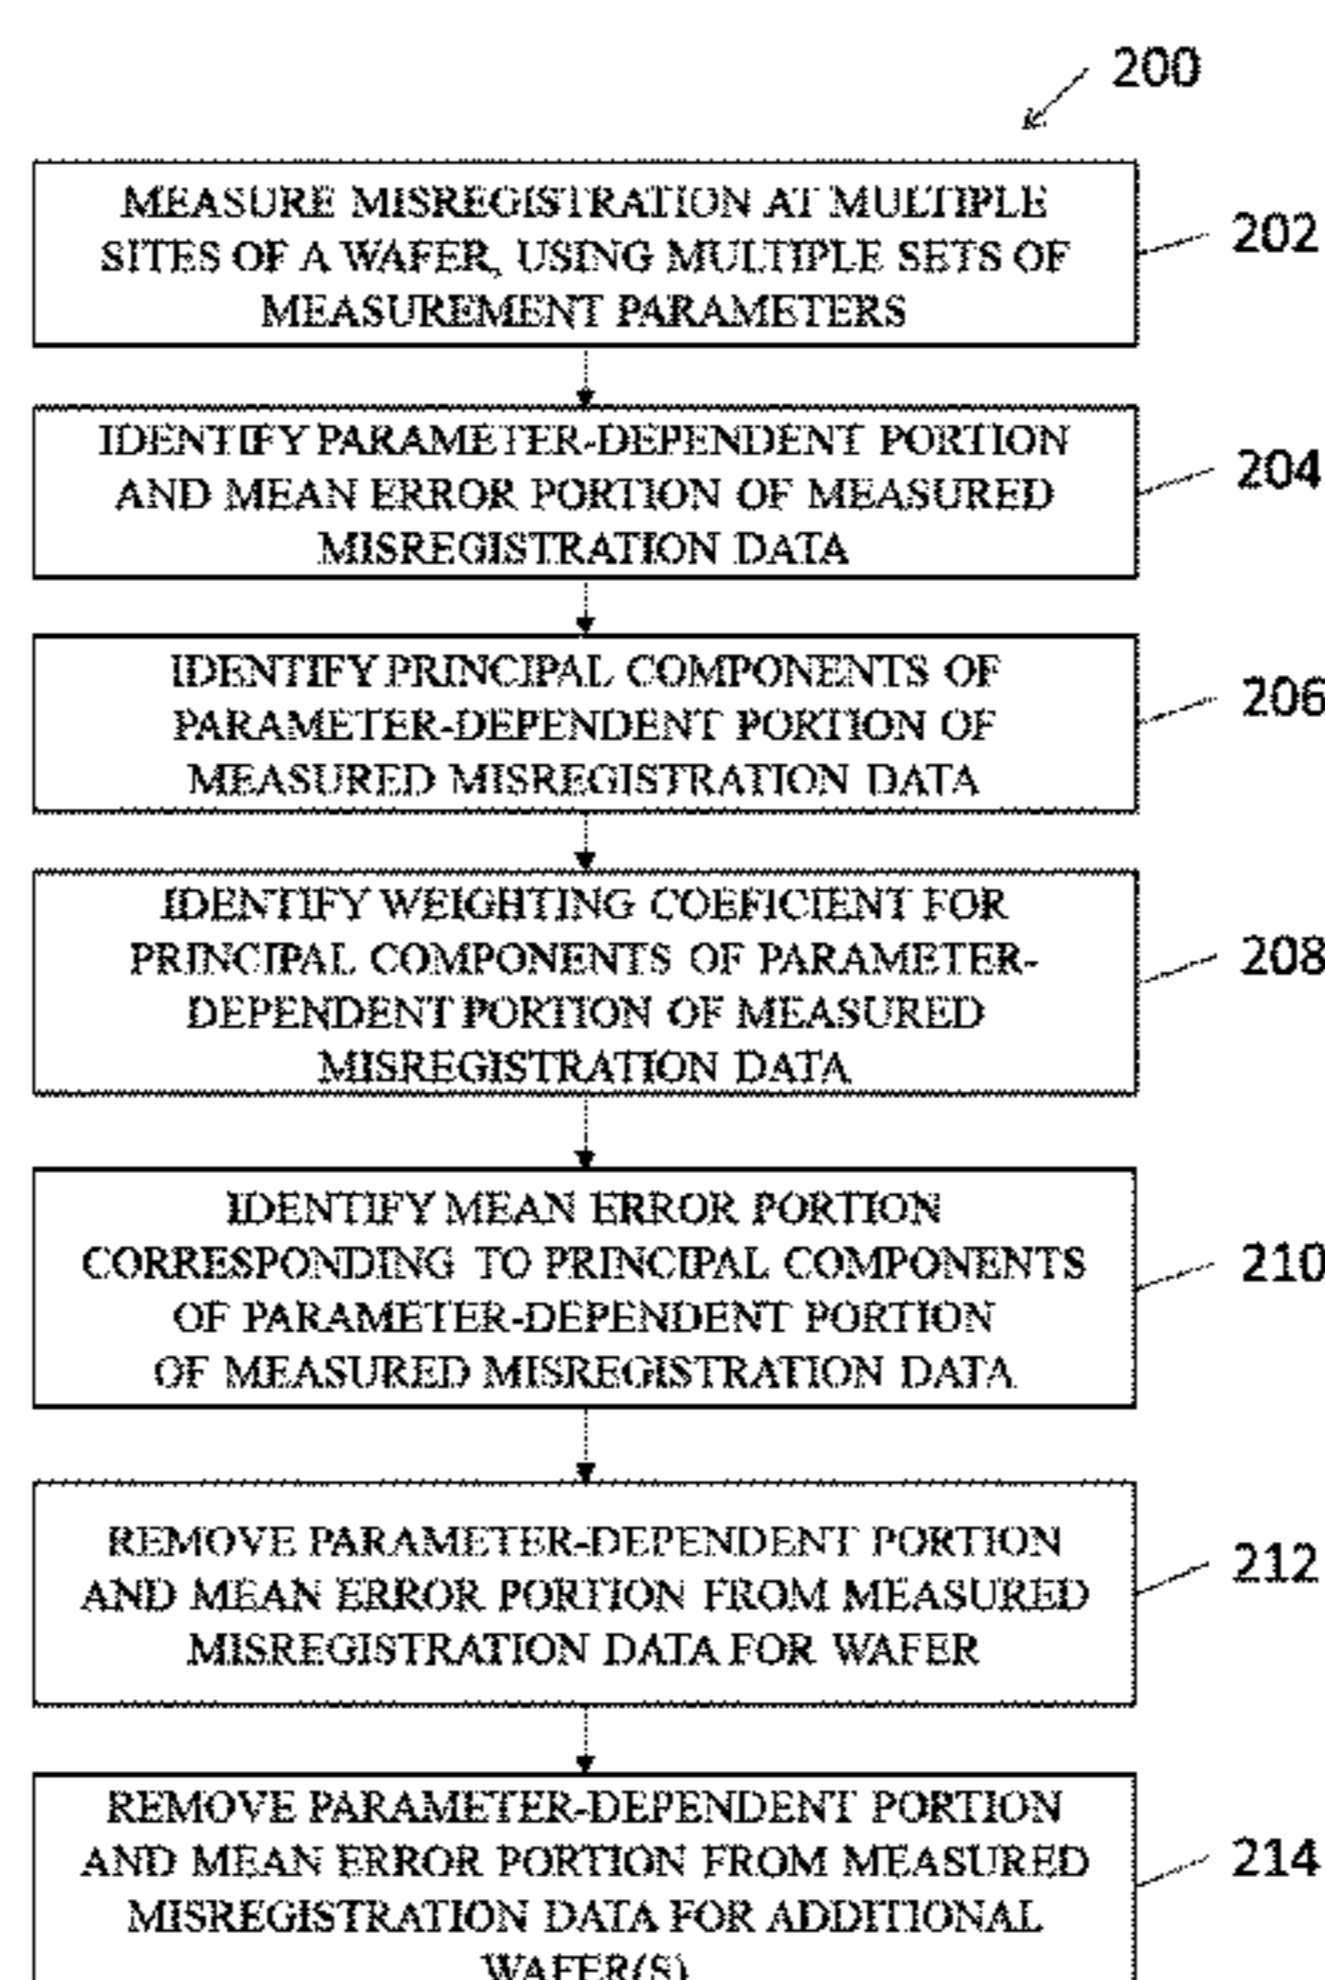 200
MEASURE MISREGISTRATION AT MULTIPLE
SITES OF A WAFER, USING MULTIPLE SETS OF
MEASUREMENT PARAMETERS
202
IDENTIFY PARAMETER-DEPENDENT PORTION
AND MEAN ERROR PORTION OF MEASURED
MISREGISTRATION DATA
204
IDENTIFY PRINCIPAL COMPONENTS OF
PARAMETER-DEPENDENT PORTION OF
MEASURED MISREGISTRATION DATA
206
IDENTIFY WEIGHTING COEFICIENT FOR
PRINCIPAL COMPONENTS OF PARAMETER-
DEPENDENT PORTION OF MEASURED
MISREGISTRATION DATA
208
IDENTIFY MEAN ERROR PORTION
CORRESPONDING TO PRINCIPAL COMPONENTS
OF PARAMETER-DEPENDENT PORTION
OF MEASURED MISREGISTRATION DATA
210
REMOVE PARAMETER-DEPENDENT PORTION
AND MEAN ERROR PORTION FROM MEASURED
MISREGISTRATION DATA FOR WAFER
212
REMOVE PARAMETER-DEPENDENT PORTION
AND MEAN ERROR PORTION FROM MEASURED
MISREGISTRATION DATA FOR ADDITIONAL
WAFER(S)
214